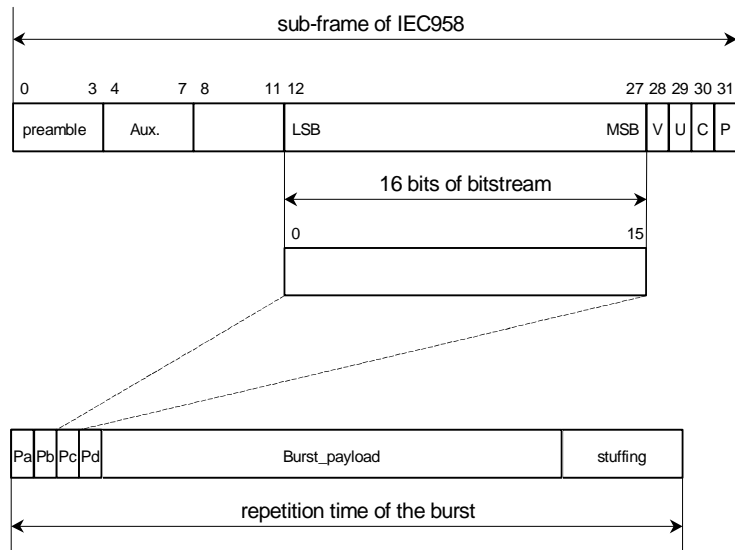 sub-frame of IEC958
0 3 4 7 8 11 12 27 28 29 30 31
preamble Aux. LSB MSB V U C P
16 bits of bitstream
0 15
Pa Pb Pc Pd Burst_payload stuffing
repetition time of the burst